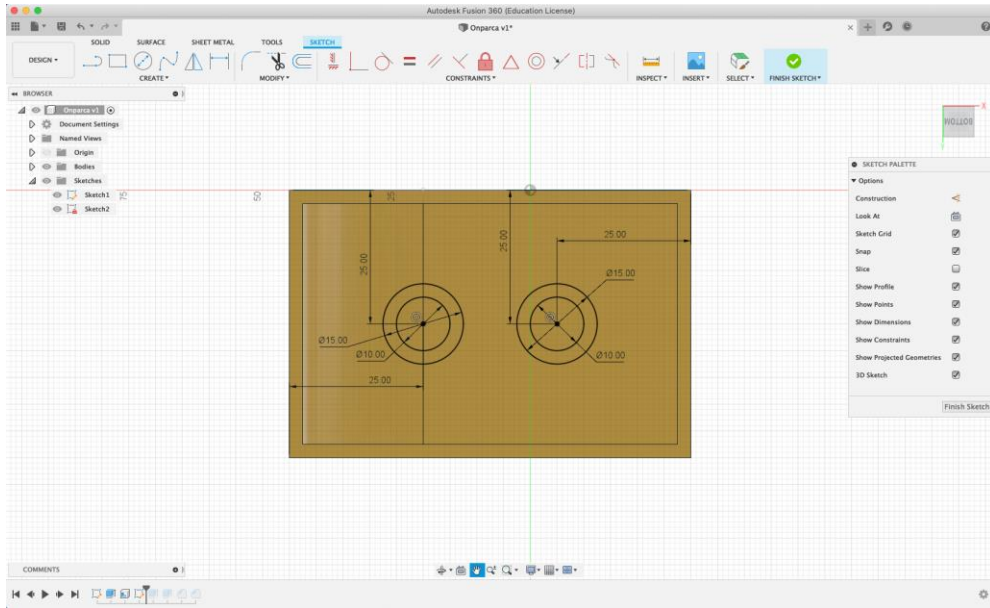 Autodesk Fusion 360 (Education License)
Onparca v1*
SOLID SURFACE SHEET METAL TOOLS SKETCH
DESIGN
CREATE MODIFY CONSTRAINTS INSPECT INSERT SELECT FINISH SKETCH
BROWSER
Onparca v1
Document Settings
Named Views
Origin
Bodies
Sketches
Sketch1
Sketch2
75 50 25
BOTTOM
X
SKETCH PALETTE
Options
Construction
Look At
Sketch Grid
Snap
Slice
Show Profile
Show Points
Show Dimensions
Show Constraints
Show Projected Geometries
3D Sketch
Finish Sketch
25.00
25.00
25.00
Ø15.00
Ø15.00
Ø10.00
Ø10.00
25.00
COMMENTS